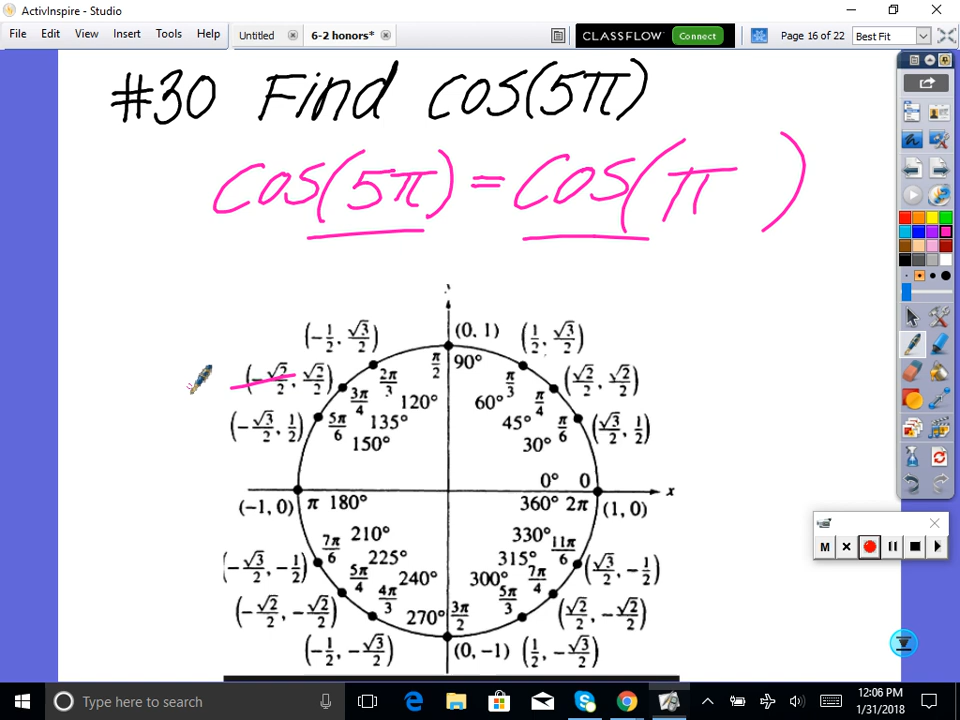 ActivInspire - Studio
File Edit View Insert Tools Help Untitled 6-2 honors* CLASSFLOW Connect Page 16 of 22 Best Fit
#30 Find cos(5π)
cos(5π) = cos(π )
y
(-1/2, √3/2) (0, 1) (1/2, √3/2)
π/2 90°
(-√2/2, √2/2) 2π/3 π/3 (√2/2, √2/2)
3π/4 120° 60° π/4
(-√3/2, 1/2) 5π/6 135° 45° π/6 (√3/2, 1/2)
150° 30°
0° 0
x
(-1, 0) π 180° 360° 2π (1, 0)
7π/6 210° 330° 11π/6
(-√3/2, -1/2) 225° 315° (√3/2, -1/2)
5π/4 240° 300° 7π/4
(-√2/2, -√2/2) 4π/3 270° 3π/2 5π/3 (√2/2, -√2/2)
(-1/2, -√3/2) (0, -1) (1/2, -√3/2)
M
Type here to search
12:06 PM
1/31/2018